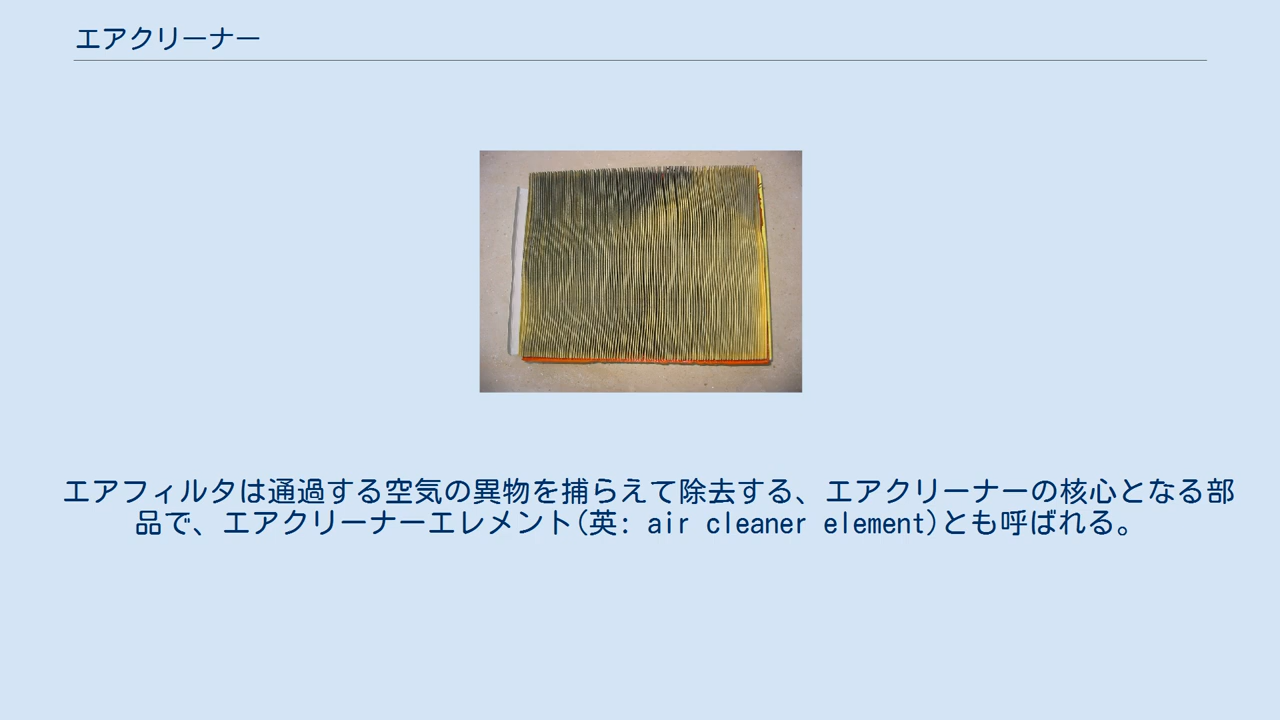 エアクリーナー
エアフィルタは通過する空気の異物を捕らえて除去する、エアクリーナーの核心となる部
品で、エアクリーナーエレメント(英: air cleaner element)とも呼ばれる。